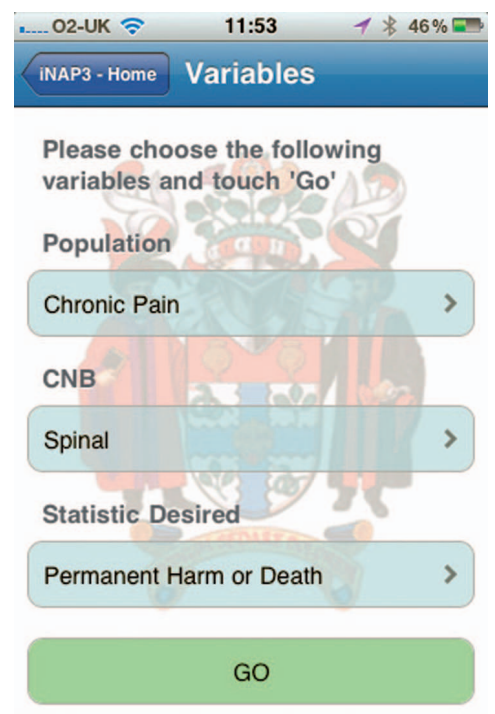 O2-UK 11:53 46%
iNAP3 - Home Variables
Please choose the following
variables and touch 'Go'
Population
Chronic Pain
CNB
Spinal
Statistic Desired
Permanent Harm or Death
GO